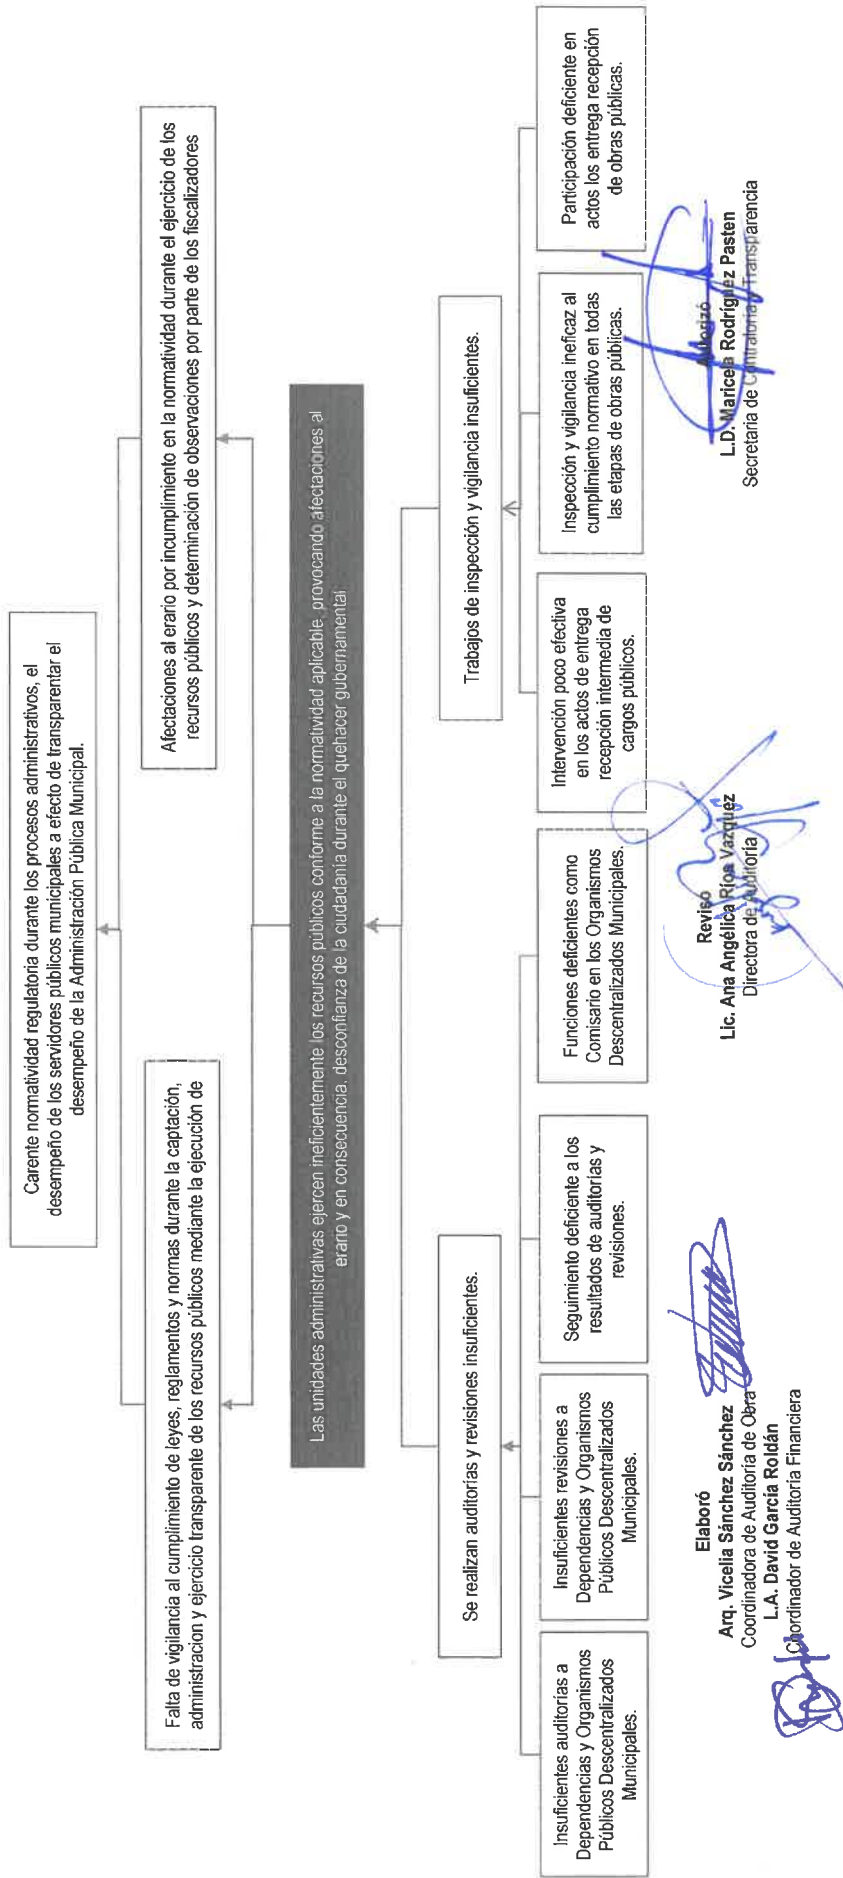 Carente normatividad regulatoria durante los procesos administrativos, el
desempeño de los servidores públicos municipales a efecto de transparentar el
desempeño de la Administración Pública Municipal.
Falta de vigilancia al cumplimiento de leyes, reglamentos y normas durante la captación,
administracion y ejercicio transparente de los recursos públicos mediante la ejecución de
Afectaciones al erario por incumplimiento en la normatividad durante el ejercicio de los
recursos públicos y determinación de observaciones por parte de los fiscalizadores
Las unidades administrativas ejercen ineficientemente los recursos públicos conforme a la normatividad aplicable, provocando afectaciones al
erario y en consecuencia, desconfianza de la ciudadanía durante el quehacer gubernamental
Se realizan auditorías y revisiones insuficientes.
Trabajos de inspección y vigilancia insuficientes.
Insuficientes auditorías a
Dependencias y Organismos
Públicos Descentralizados
Municipales.
Insuficientes revisiones a
Dependencias y Organismos
Públicos Descentralizados
Municipales.
Seguimiento deficiente a los
resultados de auditorías y
revisiones.
Funciones deficientes como
Comisario en los Organismos
Descentralizados Municipales.
Intervención poco efectiva
en los actos de entrega
recepción intermedia de
cargos públicos.
Inspección y vigilancia ineficaz al
cumplimiento normativo en todas
las etapas de obras públicas.
Participación deficiente en
actos los entrega recepción
de obras públicas.
Elaboró
Arq. Vicelia Sánchez Sánchez
Coordinadora de Auditoría de Obra
L.A. David García Roldán
Coordinador de Auditoría Financiera
Reviso
Lic. Ana Angélica Rioa Vazquez
Directora de Auditoría
Autorizó
L.D. Maricela Rodríguez Pasten
Secretaria de Contraloría y Transparencia